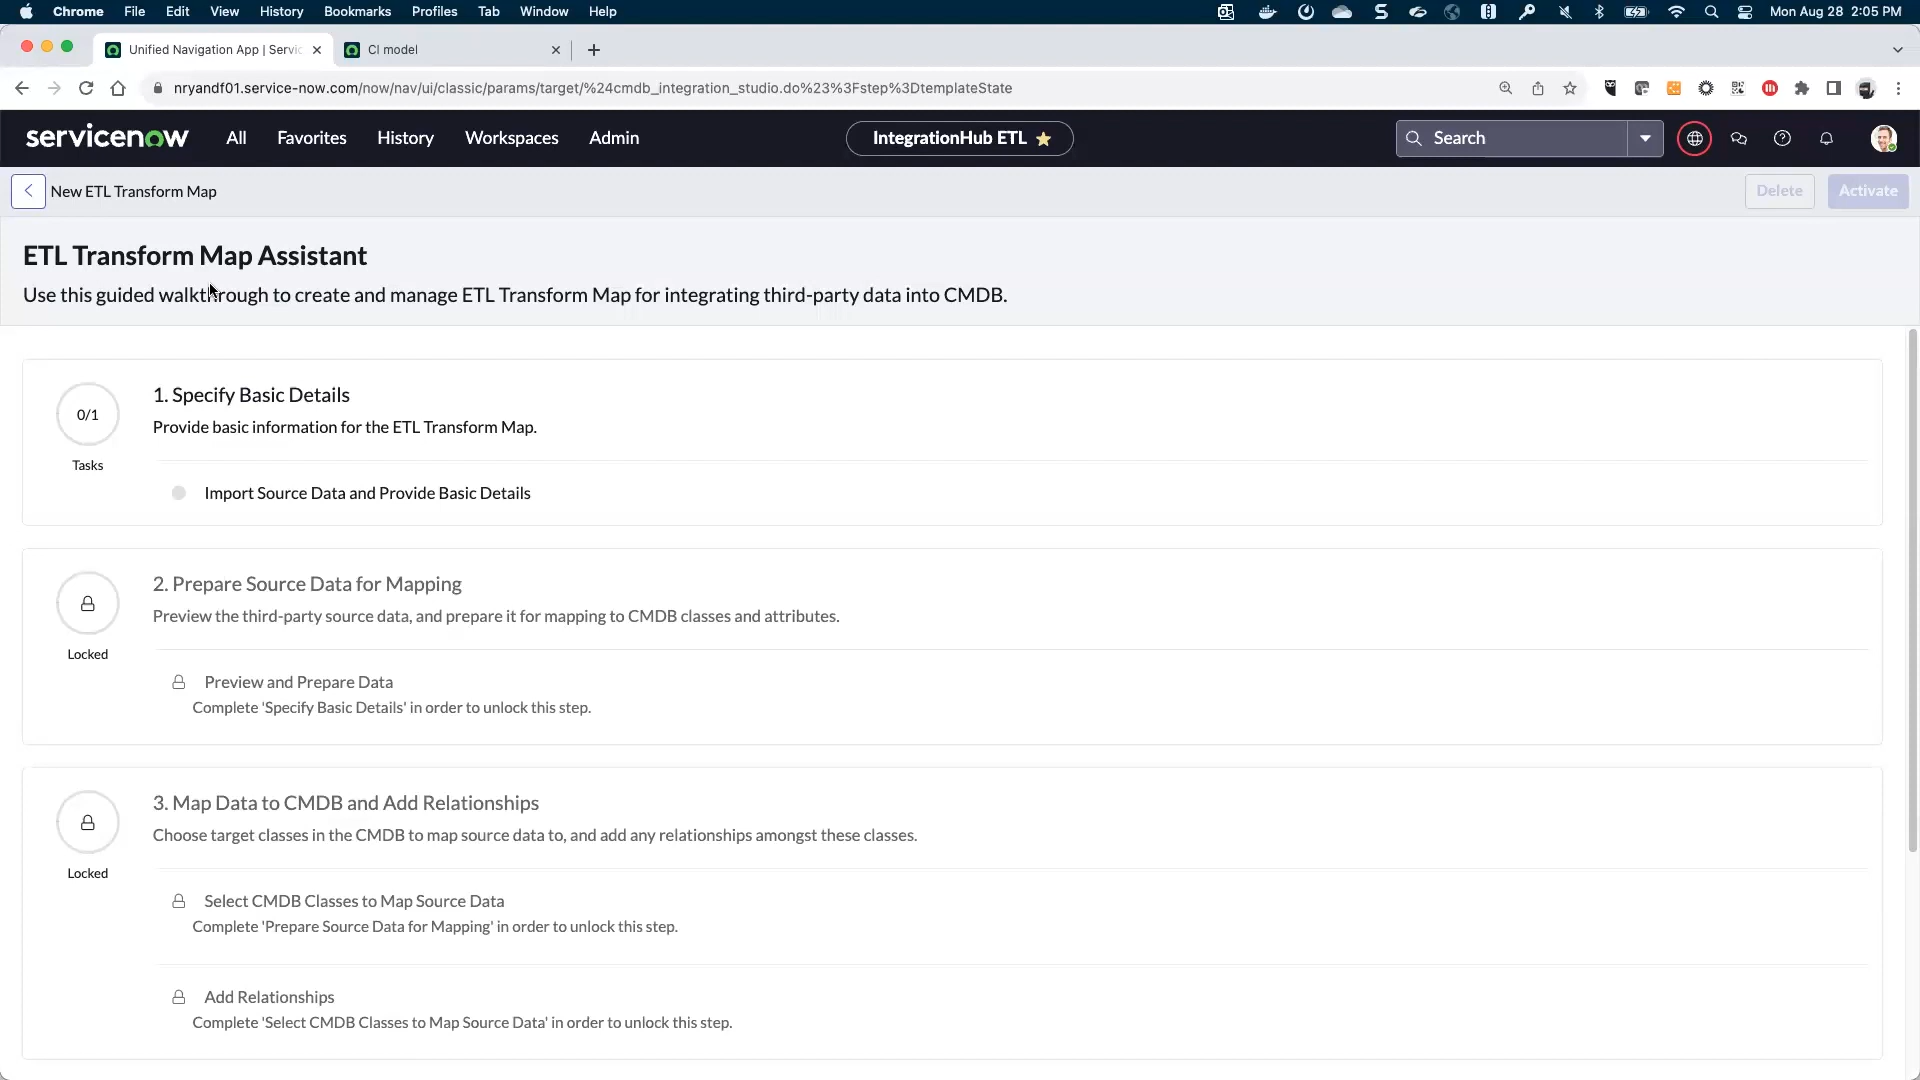 Chrome File Edit View History Bookmarks Profiles Tab Window Help Mon Aug 28 2:05 PM
Unified Navigation App | Servic CI model
nryandf01.service-now.com/now/nav/ui/classic/params/target/%24cmdb_integration_studio.do%23%3Fstep%3DtemplateState
servicenow All Favorites History Workspaces Admin IntegrationHub ETL Search
New ETL Transform Map Delete Activate
ETL Transform Map Assistant
Use this guided walkthrough to create and manage ETL Transform Map for integrating third-party data into CMDB.
0/1
Tasks
1. Specify Basic Details
Provide basic information for the ETL Transform Map.
Import Source Data and Provide Basic Details
Locked
2. Prepare Source Data for Mapping
Preview the third-party source data, and prepare it for mapping to CMDB classes and attributes.
Preview and Prepare Data
Complete 'Specify Basic Details' in order to unlock this step.
Locked
3. Map Data to CMDB and Add Relationships
Choose target classes in the CMDB to map source data to, and add any relationships amongst these classes.
Select CMDB Classes to Map Source Data
Complete 'Prepare Source Data for Mapping' in order to unlock this step.
Add Relationships
Complete 'Select CMDB Classes to Map Source Data' in order to unlock this step.